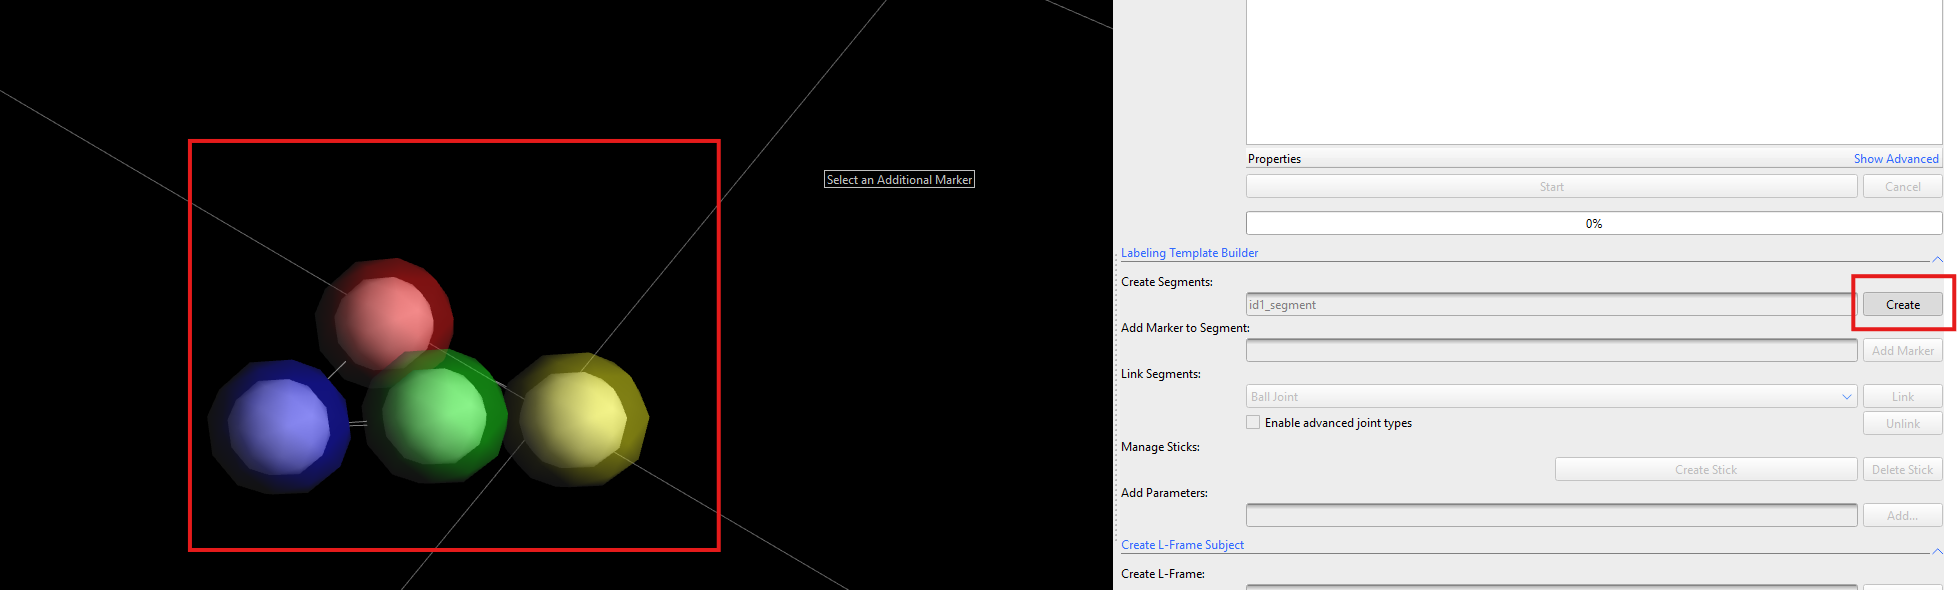 Select an Additional Marker
Properties
Show Advanced
Start
Cancel
0%
Labeling Template Builder
Create Segments:
id1_segment
Create
Add Marker to Segment:
Add Marker
Link Segments:
Ball Joint
Link
Enable advanced joint types
Unlink
Manage Sticks:
Create Stick
Delete Stick
Add Parameters:
Add...
Create L-Frame Subject
Create L-Frame: